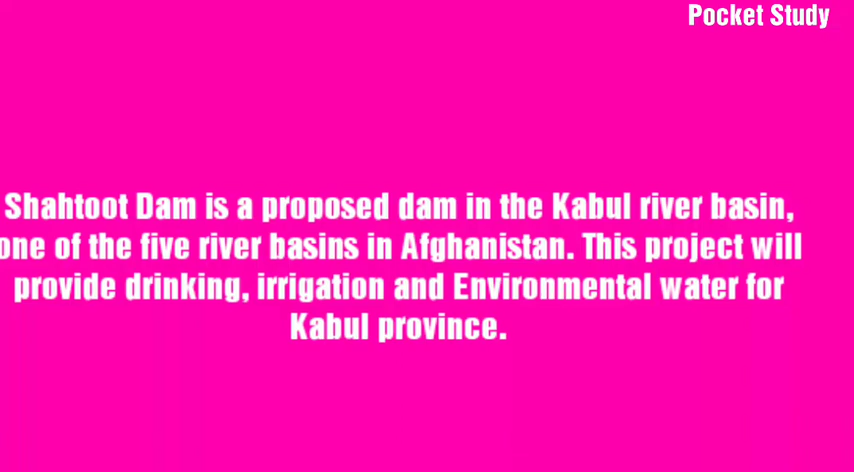 Pocket Study
Shahtoot Dam is a proposed dam in the Kabul river basin,
one of the five river basins in Afghanistan. This project will
provide drinking, irrigation and Environmental water for
Kabul province.